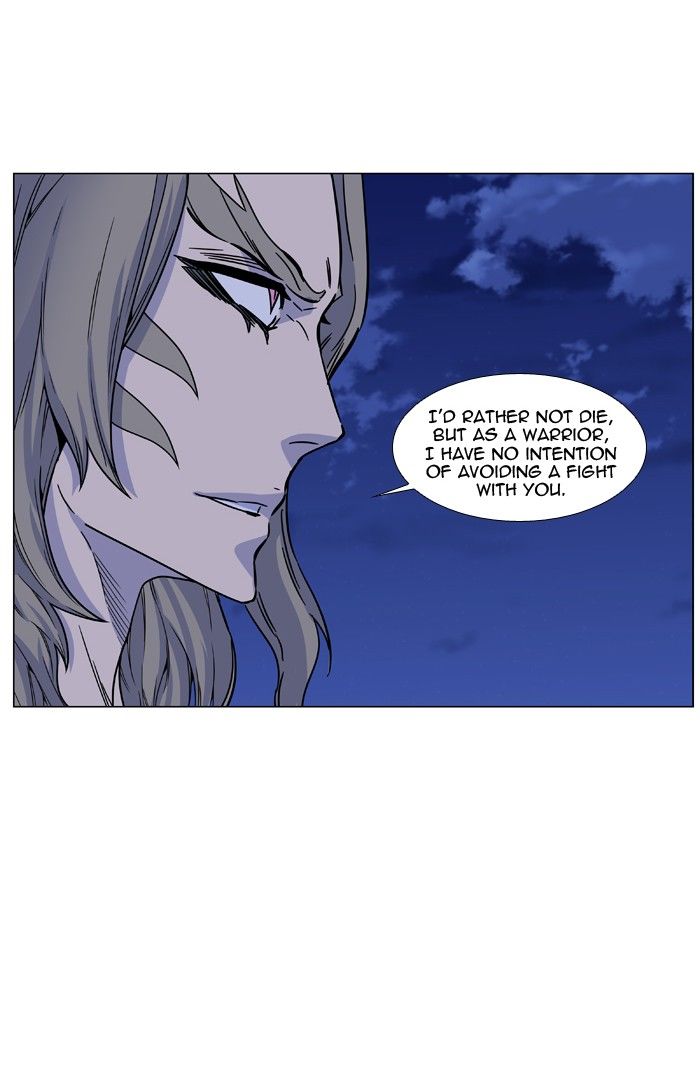 I'D RATHER NOT DIE,
BUT AS A WARRIOR,
I HAVE NO INTENTION
OF AVOIDING A FIGHT
WITH YOU.